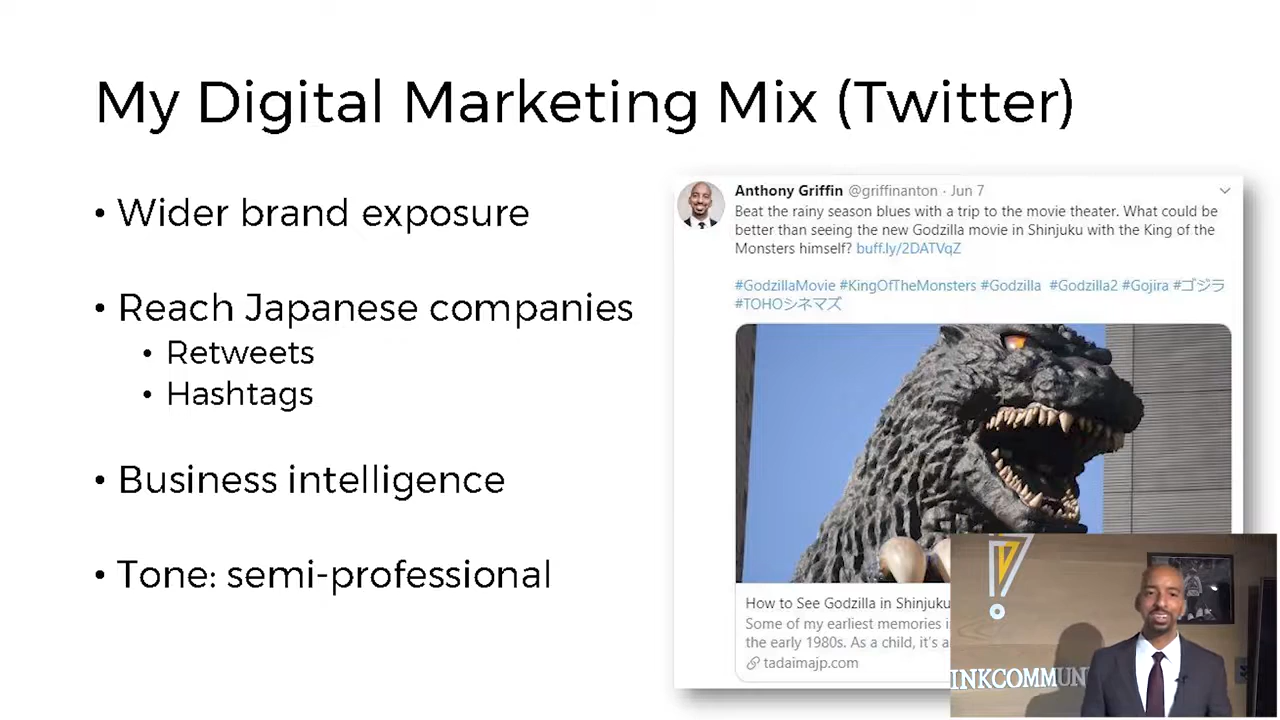 My Digital Marketing Mix (Twitter)
• Wider brand exposure
• Reach Japanese companies
• Retweets
• Hashtags
• Business intelligence
• Tone: semi-professional
Anthony Griffin @griffinanton · Jun 7
Beat the rainy season blues with a trip to the movie theater. What could be
better than seeing the new Godzilla movie in Shinjuku with the King of the
Monsters himself? buff.ly/2DATVqZ
#GodzillaMovie #KingOfTheMonsters #Godzilla #Godzilla2 #Gojira #ゴジラ
#TOHOシネマズ
How to See Godzilla in Shinjuku
Some of my earliest memories i
the early 1980s. As a child, it's a
tadaimajp.com
INKCOMMUN